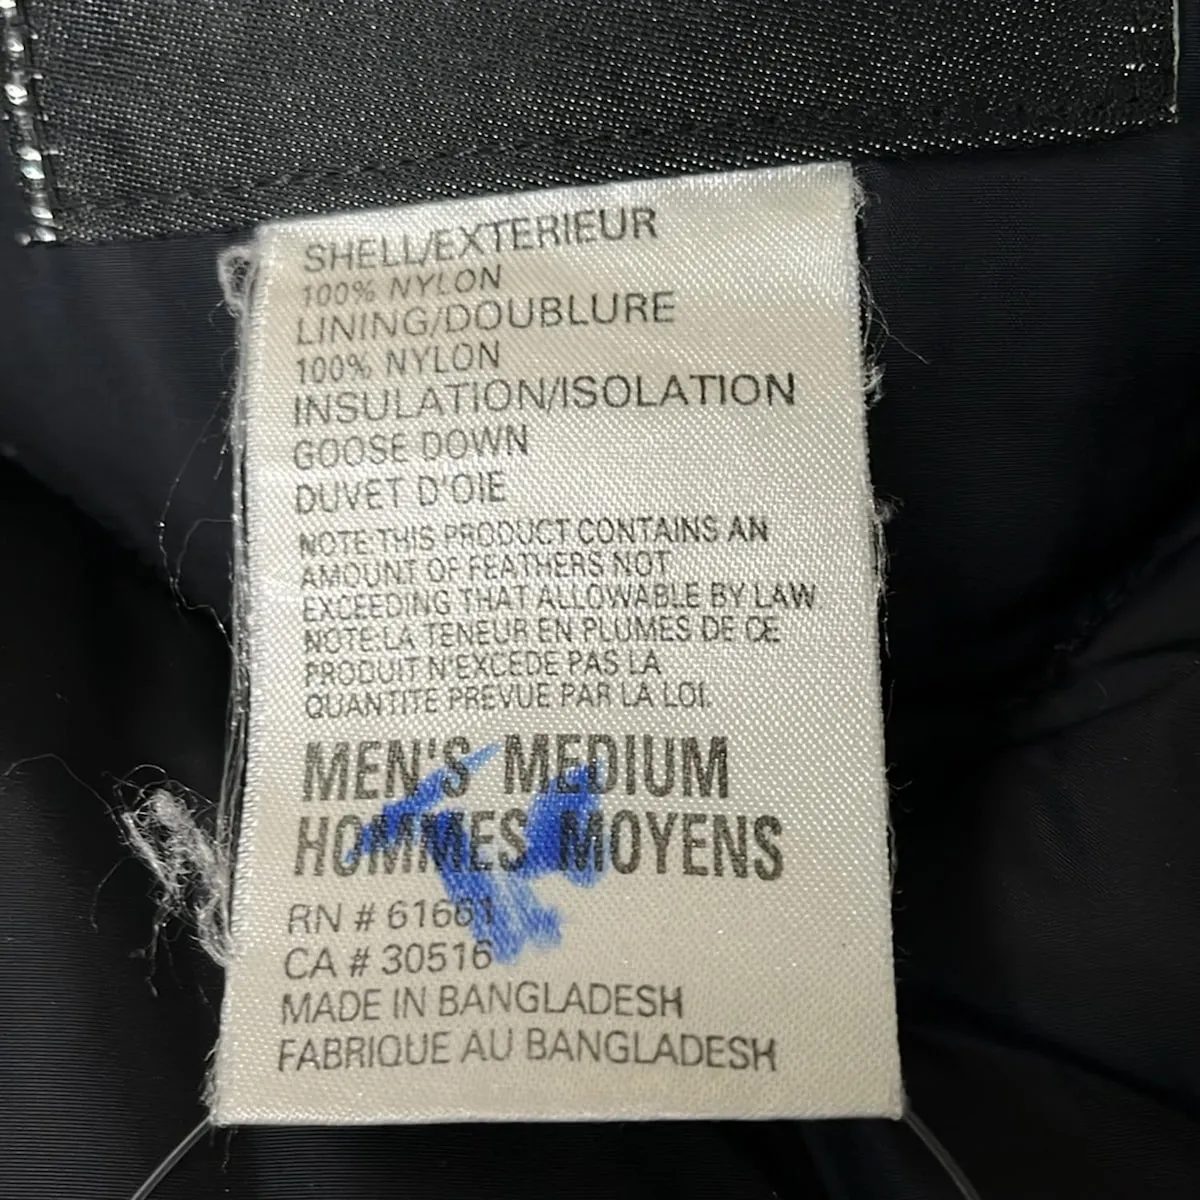 SHELL/EXTERIEUR
100% NYLON
LINING/DOUBLURE
100% NYLON
INSULATION/ISOLATION
GOOSE DOWN
DUVET D'OIE
NOTE:THIS PRODUCT CONTAINS AN
AMOUNT OF FEATHERS NOT
EXCEEDING THAT ALLOWABLE BY LAW
NOTE:LA TENEUR EN PLUMES DE CE
PRODUIT N'EXCEDE PAS LA
QUANTITE PREVUE PAR LA LOI.
MEN'S MEDIUM
HOMMES MOYENS
RN # 61661
CA # 30516
MADE IN BANGLADESH
FABRIQUE AU BANGLADESH